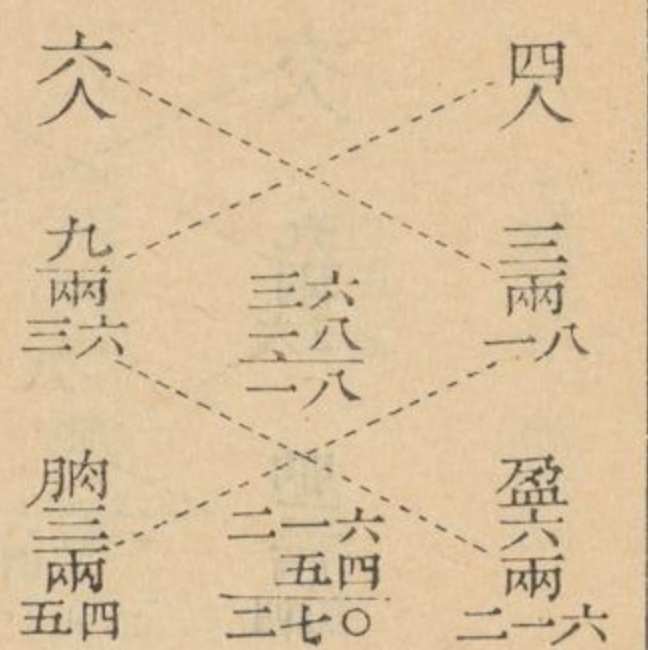 四人
三兩
一八
盈六兩
二一六
三六
一八
一八
二一六
五四
二七〇
六人
九兩
三六
朒三兩
五四